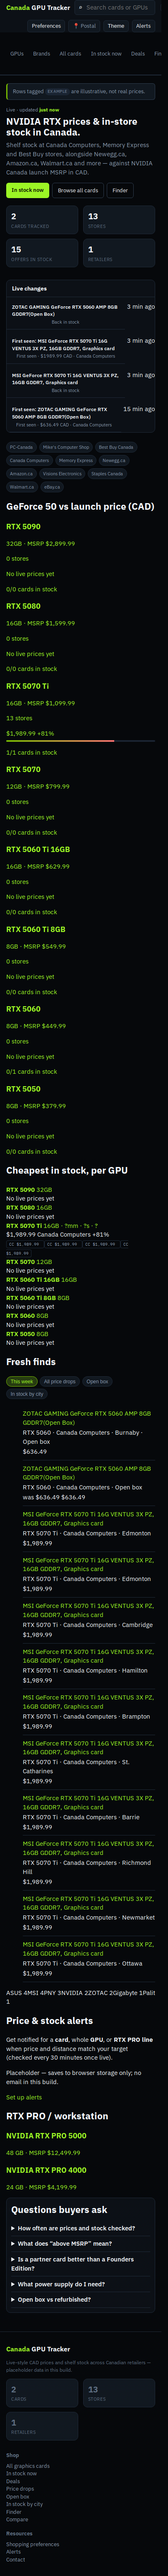 Canada GPU Tracker
Search cards or GPUs
Preferences
📍 Postal
Theme
Alerts
GPUs
Brands
All cards
In stock now
Deals
Rows tagged EXAMPLE are illustrative, not real prices.
Live · updated just now
NVIDIA RTX prices & in-store
stock in Canada.
Shelf stock at Canada Computers, Memory Express
and Best Buy stores, alongside Newegg.ca,
Amazon.ca, Walmart.ca and more — against NVIDIA
Canada launch MSRP in CAD.
In stock now
Browse all cards
Finder
2
CARDS TRACKED
13
STORES
15
OFFERS IN STOCK
1
RETAILERS
Live changes
ZOTAC GAMING GeForce RTX 5060 AMP 8GB
GDDR7(Open Box)
3 min ago
Back in stock
First seen: MSI GeForce RTX 5070 Ti 16G
VENTUS 3X PZ, 16GB GDDR7, Graphics card
3 min ago
First seen · $1989.99 CAD · Canada Computers
MSI GeForce RTX 5070 Ti 16G VENTUS 3X PZ,
16GB GDDR7, Graphics card
3 min ago
Back in stock
First seen: ZOTAC GAMING GeForce RTX
5060 AMP 8GB GDDR7(Open Box)
15 min ago
First seen · $636.49 CAD · Canada Computers
PC-Canada
Mike's Computer Shop
Best Buy Canada
Canada Computers
Memory Express
Newegg.ca
Amazon.ca
Visions Electronics
Staples Canada
Walmart.ca
eBay.ca
GeForce 50 vs launch price (CAD)
RTX 5090
32GB · MSRP $2,899.99
0 stores
No live prices yet
0/0 cards in stock
RTX 5080
16GB · MSRP $1,599.99
0 stores
No live prices yet
0/0 cards in stock
RTX 5070 Ti
16GB · MSRP $1,099.99
13 stores
$1,989.99 +81%
1/1 cards in stock
RTX 5070
12GB · MSRP $799.99
0 stores
No live prices yet
0/0 cards in stock
RTX 5060 Ti 16GB
16GB · MSRP $629.99
0 stores
No live prices yet
0/0 cards in stock
RTX 5060 Ti 8GB
8GB · MSRP $549.99
0 stores
No live prices yet
0/0 cards in stock
RTX 5060
8GB · MSRP $449.99
0 stores
No live prices yet
0/1 cards in stock
RTX 5050
8GB · MSRP $379.99
0 stores
No live prices yet
0/0 cards in stock
Cheapest in stock, per GPU
RTX 5090 32GB
No live prices yet
RTX 5080 16GB
No live prices yet
RTX 5070 Ti 16GB · ?mm · ?s · ?
$1,989.99 Canada Computers +81%
CC $1,989.99 CC $1,989.99 CC $1,989.99 CC
$1,989.99
RTX 5070 12GB
No live prices yet
RTX 5060 Ti 16GB 16GB
No live prices yet
RTX 5060 Ti 8GB 8GB
No live prices yet
RTX 5060 8GB
No live prices yet
RTX 5050 8GB
No live prices yet
Fresh finds
This week
All price drops
Open box
In stock by city
ZOTAC GAMING GeForce RTX 5060 AMP 8GB
GDDR7(Open Box)
RTX 5060 · Canada Computers · Burnaby ·
Open box
$636.49
ZOTAC GAMING GeForce RTX 5060 AMP 8GB
GDDR7(Open Box)
RTX 5060 · Canada Computers · Open box
was $636.49 $636.49
MSI GeForce RTX 5070 Ti 16G VENTUS 3X PZ,
16GB GDDR7, Graphics card
RTX 5070 Ti · Canada Computers · Edmonton
$1,989.99
MSI GeForce RTX 5070 Ti 16G VENTUS 3X PZ,
16GB GDDR7, Graphics card
RTX 5070 Ti · Canada Computers · Edmonton
$1,989.99
MSI GeForce RTX 5070 Ti 16G VENTUS 3X PZ,
16GB GDDR7, Graphics card
RTX 5070 Ti · Canada Computers · Cambridge
$1,989.99
MSI GeForce RTX 5070 Ti 16G VENTUS 3X PZ,
16GB GDDR7, Graphics card
RTX 5070 Ti · Canada Computers · Hamilton
$1,989.99
MSI GeForce RTX 5070 Ti 16G VENTUS 3X PZ,
16GB GDDR7, Graphics card
RTX 5070 Ti · Canada Computers · Brampton
$1,989.99
MSI GeForce RTX 5070 Ti 16G VENTUS 3X PZ,
16GB GDDR7, Graphics card
RTX 5070 Ti · Canada Computers · St.
Catharines
$1,989.99
MSI GeForce RTX 5070 Ti 16G VENTUS 3X PZ,
16GB GDDR7, Graphics card
RTX 5070 Ti · Canada Computers · Barrie
$1,989.99
MSI GeForce RTX 5070 Ti 16G VENTUS 3X PZ,
16GB GDDR7, Graphics card
RTX 5070 Ti · Canada Computers · Richmond
Hill
$1,989.99
MSI GeForce RTX 5070 Ti 16G VENTUS 3X PZ,
16GB GDDR7, Graphics card
RTX 5070 Ti · Canada Computers · Newmarket
$1,989.99
MSI GeForce RTX 5070 Ti 16G VENTUS 3X PZ,
16GB GDDR7, Graphics card
RTX 5070 Ti · Canada Computers · Ottawa
$1,989.99
ASUS 4MSI 4PNY 3NVIDIA 2ZOTAC 2Gigabyte 1Palit
1
Price & stock alerts
Get notified for a card, whole GPU, or RTX PRO line
when price and distance match your target
(checked every 30 minutes once live).
Placeholder — saves to browser storage only; no
email in this build.
Set up alerts
RTX PRO / workstation
NVIDIA RTX PRO 5000
48 GB · MSRP $12,499.99
NVIDIA RTX PRO 4000
24 GB · MSRP $4,199.99
Questions buyers ask
▶ How often are prices and stock checked?
▶ What does "above MSRP" mean?
▶ Is a partner card better than a Founders
Edition?
▶ What power supply do I need?
▶ Open box vs refurbished?
Canada GPU Tracker
Live-style CAD prices and shelf stock across Canadian retailers —
placeholder data in this build.
2
CARDS
13
STORES
1
RETAILERS
Shop
All graphics cards
In stock now
Deals
Price drops
Open box
In stock by city
Finder
Compare
Resources
Shopping preferences
Alerts
Contact